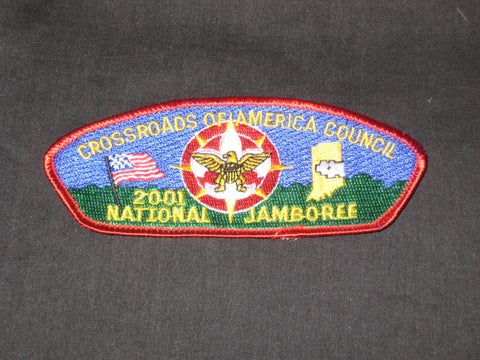 CROSSROADS OF AMERICA COUNCIL
2001
NATIONAL JAMBOREE